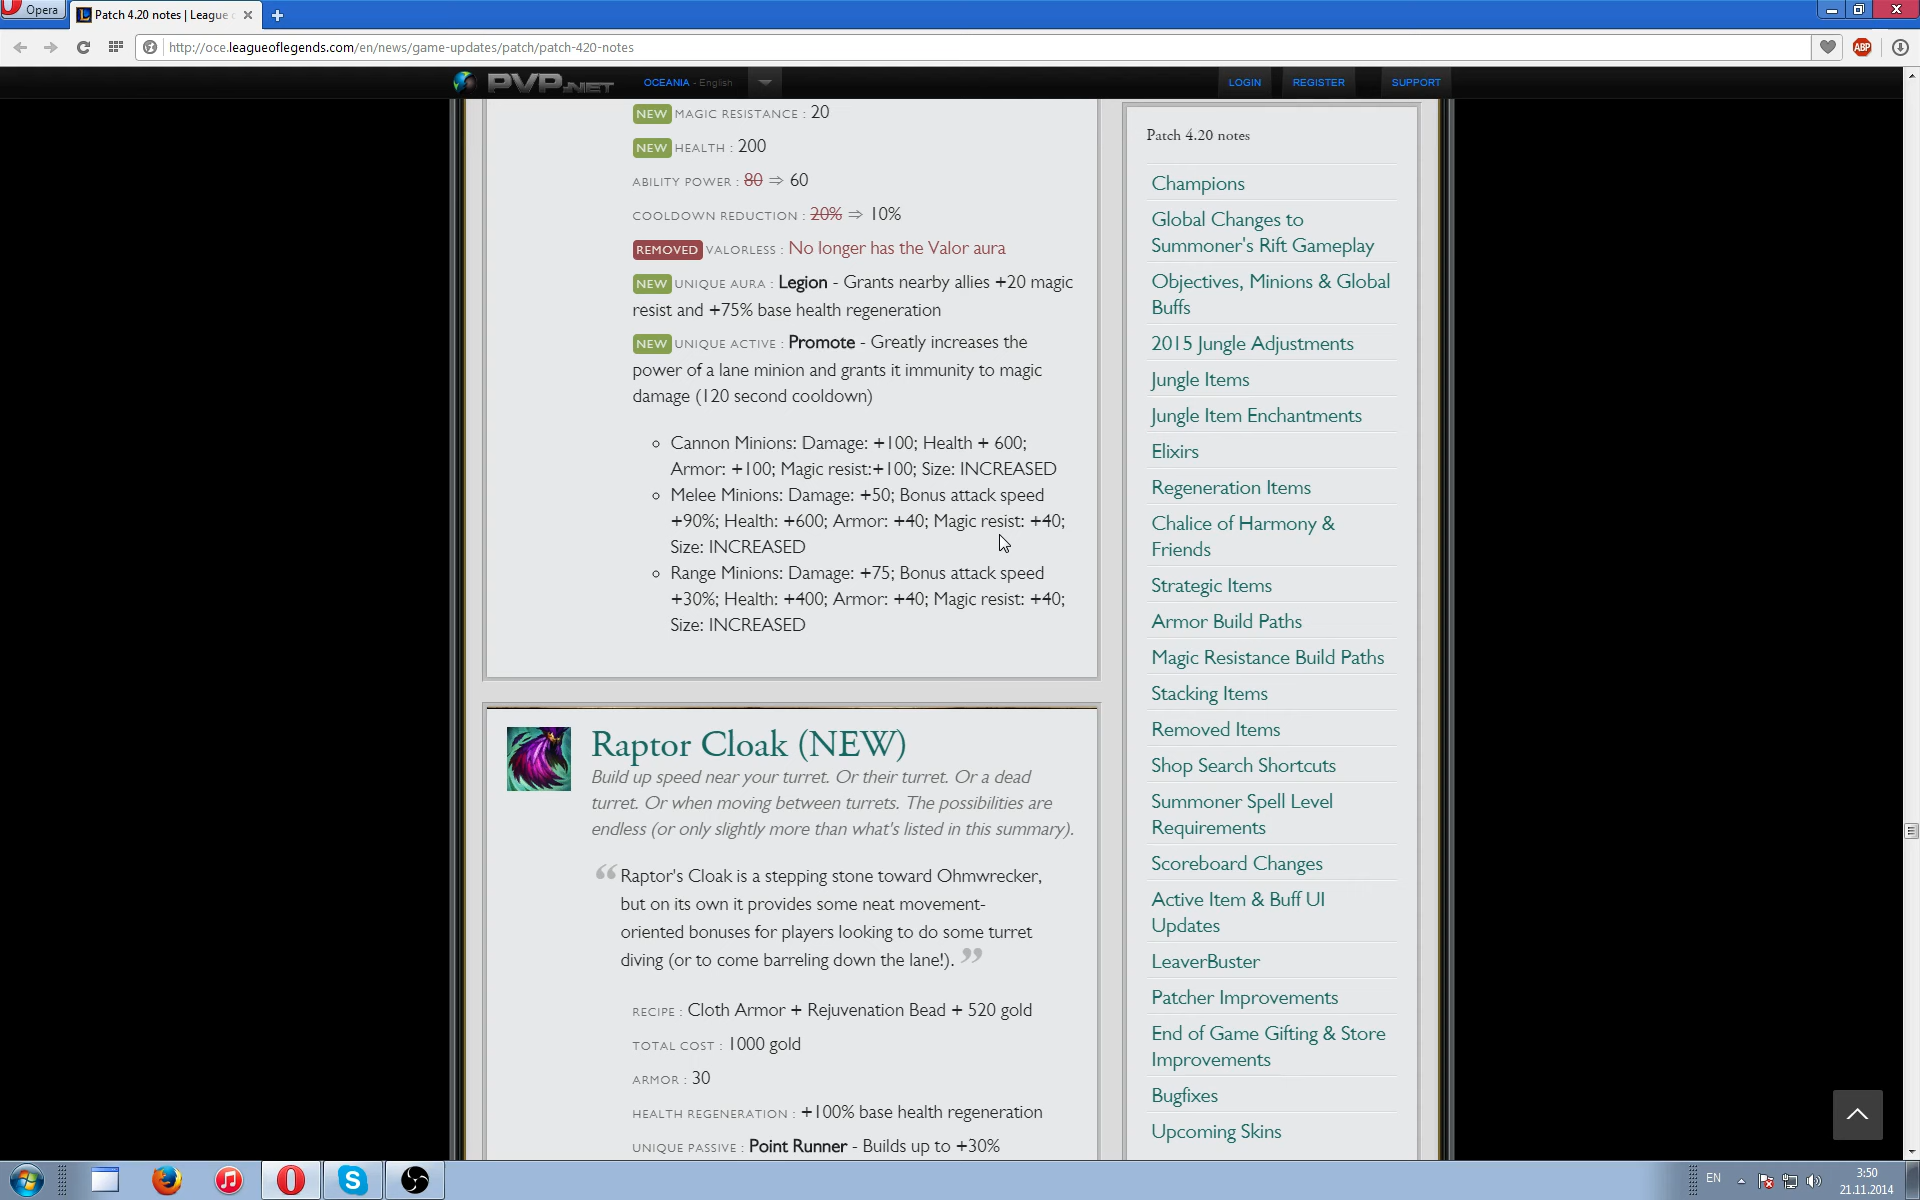 Opera
Patch 4.20 notes | League
http://oce.leagueoflegends.com/en/news/game-updates/patch/patch-420-notes
ABP
PVP.NET
OCEANIA - English
LOGIN
REGISTER
SUPPORT
NEW MAGIC RESISTANCE : 20
NEW HEALTH : 200
ABILITY POWER : 80 ⇒ 60
COOLDOWN REDUCTION : 20% ⇒ 10%
REMOVED VALORLESS : No longer has the Valor aura
NEW UNIQUE AURA : Legion - Grants nearby allies +20 magic
resist and +75% base health regeneration
NEW UNIQUE ACTIVE : Promote - Greatly increases the
power of a lane minion and grants it immunity to magic
damage (120 second cooldown)
Cannon Minions: Damage: +100; Health + 600;
Armor: +100; Magic resist:+100; Size: INCREASED
Melee Minions: Damage: +50; Bonus attack speed
+90%; Health: +600; Armor: +40; Magic resist: +40;
Size: INCREASED
Range Minions: Damage: +75; Bonus attack speed
+30%; Health: +400; Armor: +40; Magic resist: +40;
Size: INCREASED
Raptor Cloak (NEW)
Build up speed near your turret. Or their turret. Or a dead
turret. Or when moving between turrets. The possibilities are
endless (or only slightly more than what's listed in this summary).
“ Raptor's Cloak is a stepping stone toward Ohmwrecker,
but on its own it provides some neat movement-
oriented bonuses for players looking to do some turret
diving (or to come barreling down the lane!). ”
RECIPE : Cloth Armor + Rejuvenation Bead + 520 gold
TOTAL COST : 1000 gold
ARMOR : 30
HEALTH REGENERATION : +100% base health regeneration
UNIQUE PASSIVE : Point Runner - Builds up to +30%
Patch 4.20 notes
Champions
Global Changes to
Summoner's Rift Gameplay
Objectives, Minions & Global
Buffs
2015 Jungle Adjustments
Jungle Items
Jungle Item Enchantments
Elixirs
Regeneration Items
Chalice of Harmony &
Friends
Strategic Items
Armor Build Paths
Magic Resistance Build Paths
Stacking Items
Removed Items
Shop Search Shortcuts
Summoner Spell Level
Requirements
Scoreboard Changes
Active Item & Buff UI
Updates
LeaverBuster
Patcher Improvements
End of Game Gifting & Store
Improvements
Bugfixes
Upcoming Skins
EN
3:50
21.11.2014